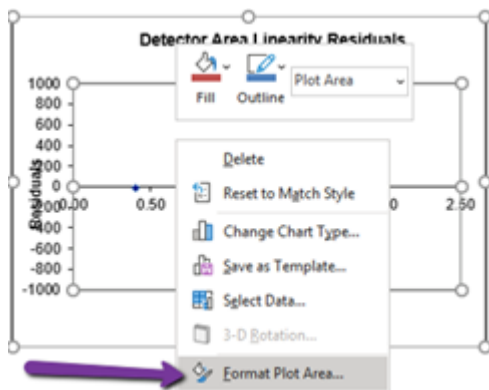 Detector Area Linearity Residuals
Fill
Outline
Plot Area
1000
800
600
400
200
0
-200
-400
-600
-800
-1000
Residuals
0.00
0.50
0
2.50
Delete
Reset to Match Style
Change Chart Type...
Save as Template...
Select Data...
3-D Rotation...
Format Plot Area...